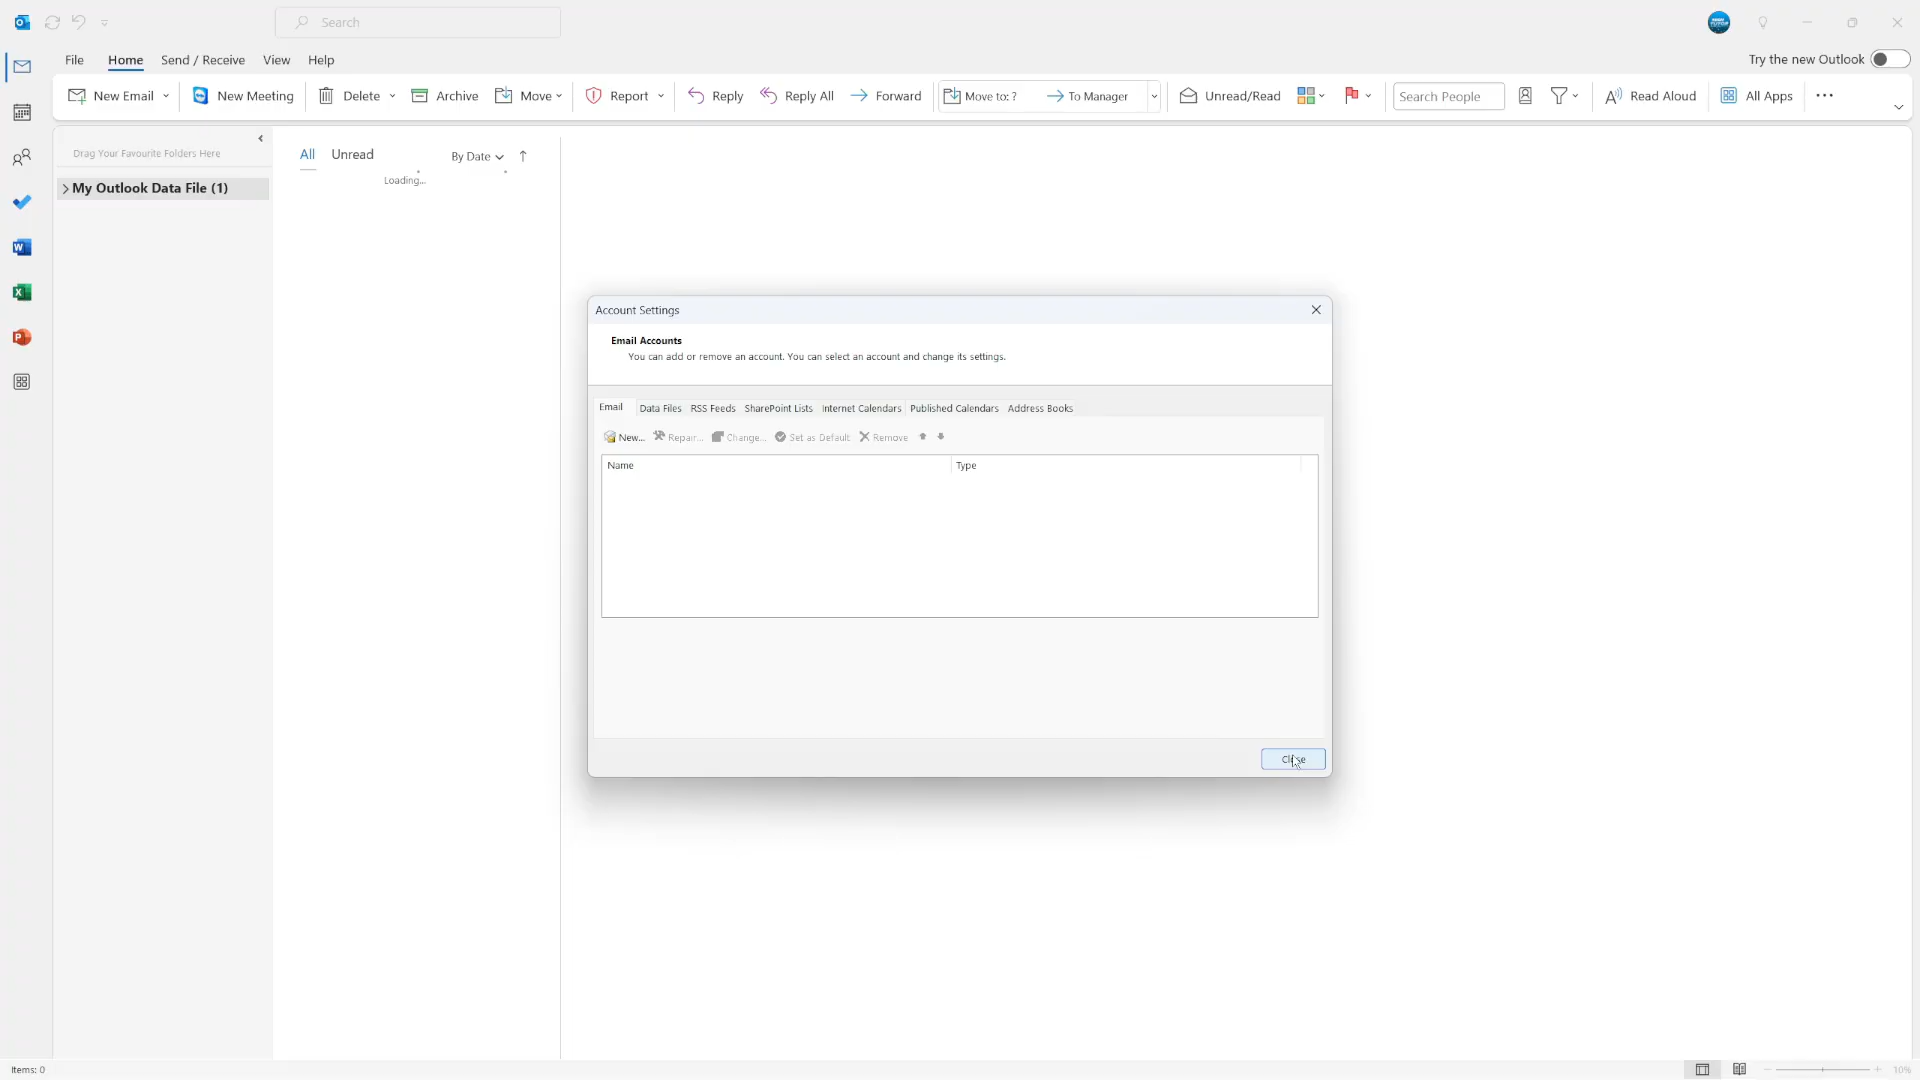 Search
File Home Send / Receive View Help
Try the new Outlook
New Email New Meeting Delete Archive Move Report Reply Reply All Forward Move to: ? To Manager Unread/Read Search People Read Aloud All Apps
Drag Your Favourite Folders Here
My Outlook Data File (1)
All Unread By Date
Loading...
Account Settings
Email Accounts
You can add or remove an account. You can select an account and change its settings.
Email Data Files RSS Feeds SharePoint Lists Internet Calendars Published Calendars Address Books
New... Repair... Change... Set as Default Remove
Name Type
Close
Items: 0
10%